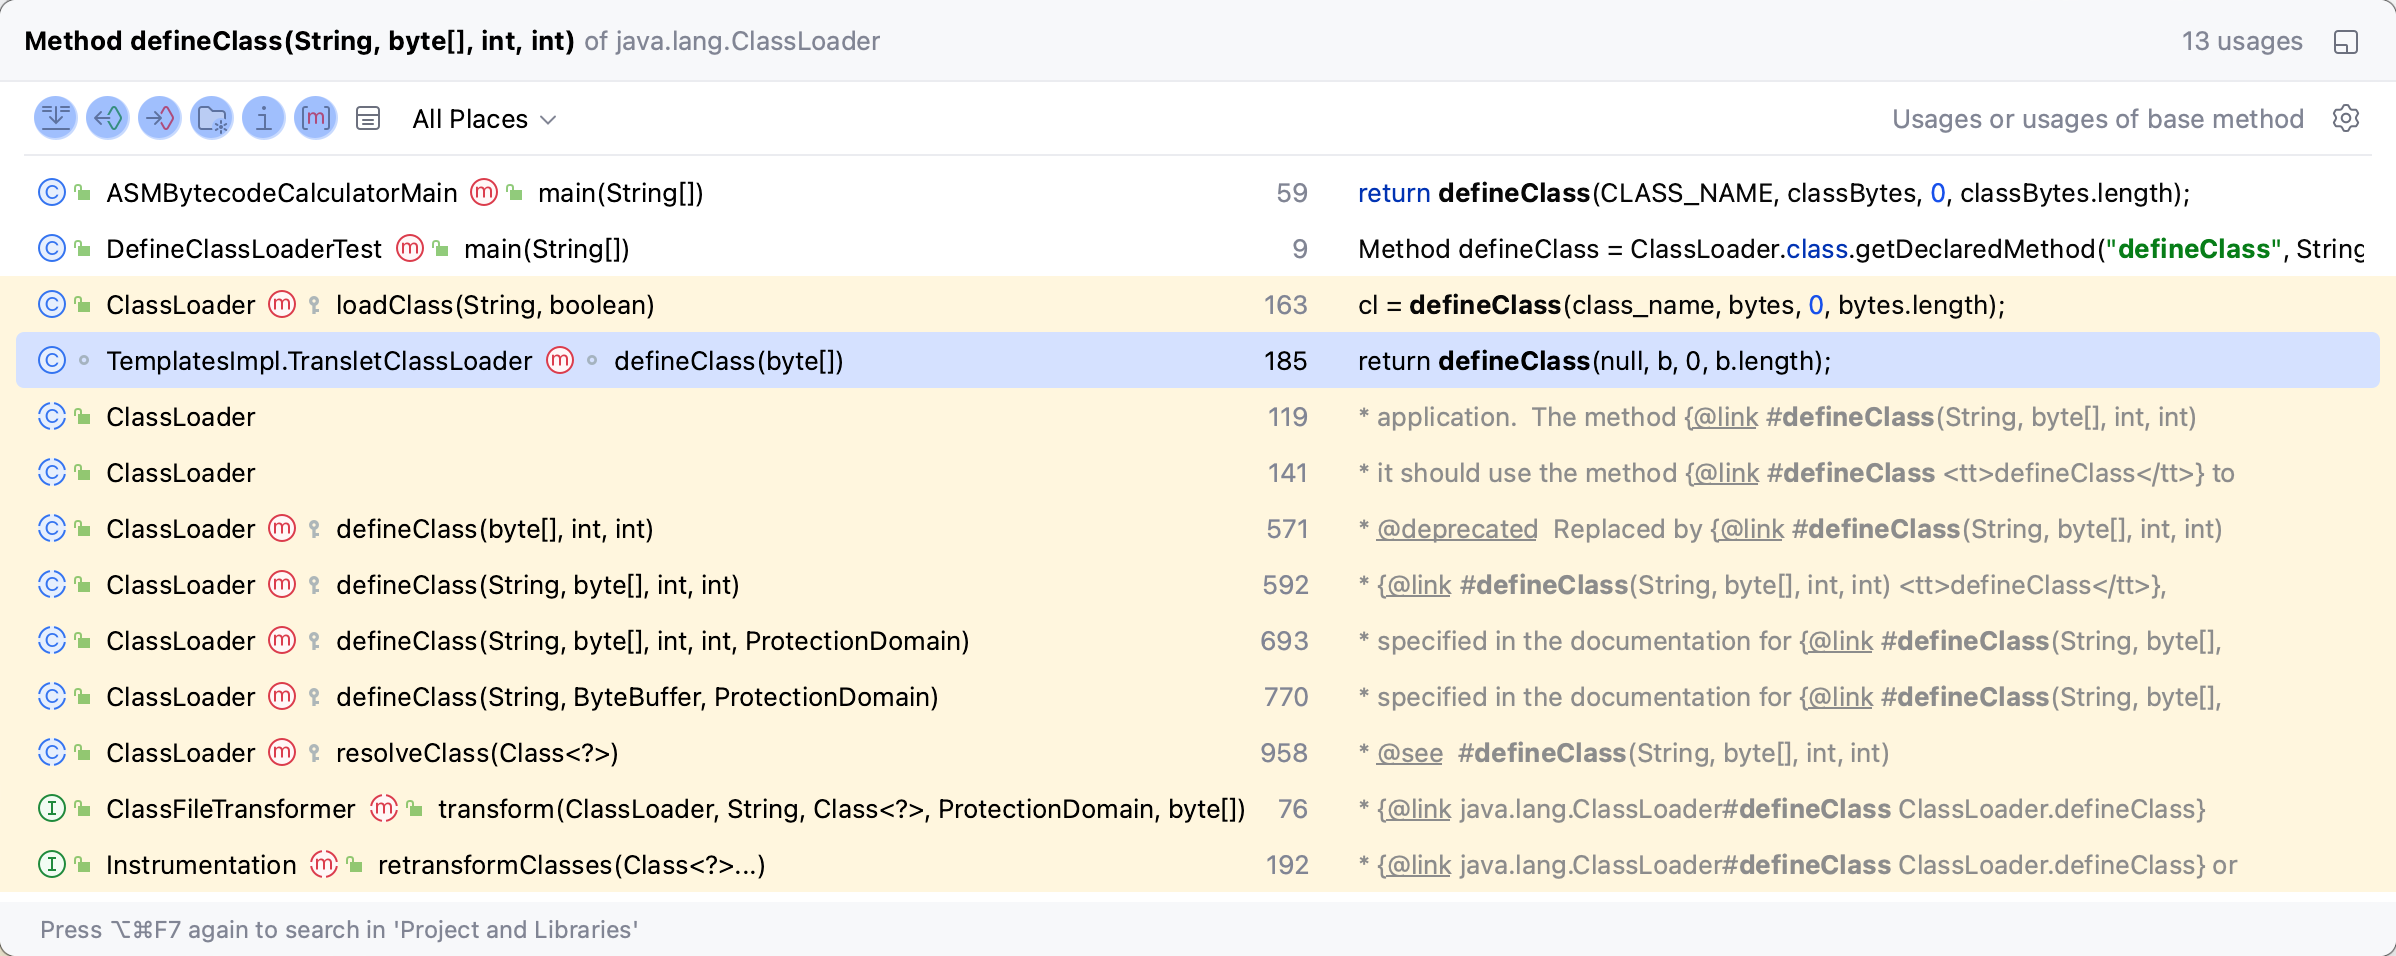 Method defineClass(String, byte[], int, int) of java.lang.ClassLoader 13 usages
All Places Usages or usages of base method
C ASMBytecodeCalculatorMain m main(String[]) 59 return defineClass(CLASS_NAME, classBytes, 0, classBytes.length);
C DefineClassLoaderTest m main(String[]) 9 Method defineClass = ClassLoader.class.getDeclaredMethod("defineClass", String
C ClassLoader m loadClass(String, boolean) 163 cl = defineClass(class_name, bytes, 0, bytes.length);
C TemplatesImpl.TransletClassLoader m defineClass(byte[]) 185 return defineClass(null, b, 0, b.length);
C ClassLoader 119 * application.  The method {@link #defineClass(String, byte[], int, int)
C ClassLoader 141 * it should use the method {@link #defineClass <tt>defineClass</tt>} to
C ClassLoader m defineClass(byte[], int, int) 571 * @deprecated  Replaced by {@link #defineClass(String, byte[], int, int)
C ClassLoader m defineClass(String, byte[], int, int) 592 * {@link #defineClass(String, byte[], int, int) <tt>defineClass</tt>},
C ClassLoader m defineClass(String, byte[], int, int, ProtectionDomain) 693 * specified in the documentation for {@link #defineClass(String, byte[],
C ClassLoader m defineClass(String, ByteBuffer, ProtectionDomain) 770 * specified in the documentation for {@link #defineClass(String, byte[],
C ClassLoader m resolveClass(Class<?>) 958 * @see  #defineClass(String, byte[], int, int)
I ClassFileTransformer m transform(ClassLoader, String, Class<?>, ProtectionDomain, byte[]) 76 * {@link java.lang.ClassLoader#defineClass ClassLoader.defineClass}
I Instrumentation m retransformClasses(Class<?>...) 192 * {@link java.lang.ClassLoader#defineClass ClassLoader.defineClass} or
Press ⌥⌘F7 again to search in 'Project and Libraries'